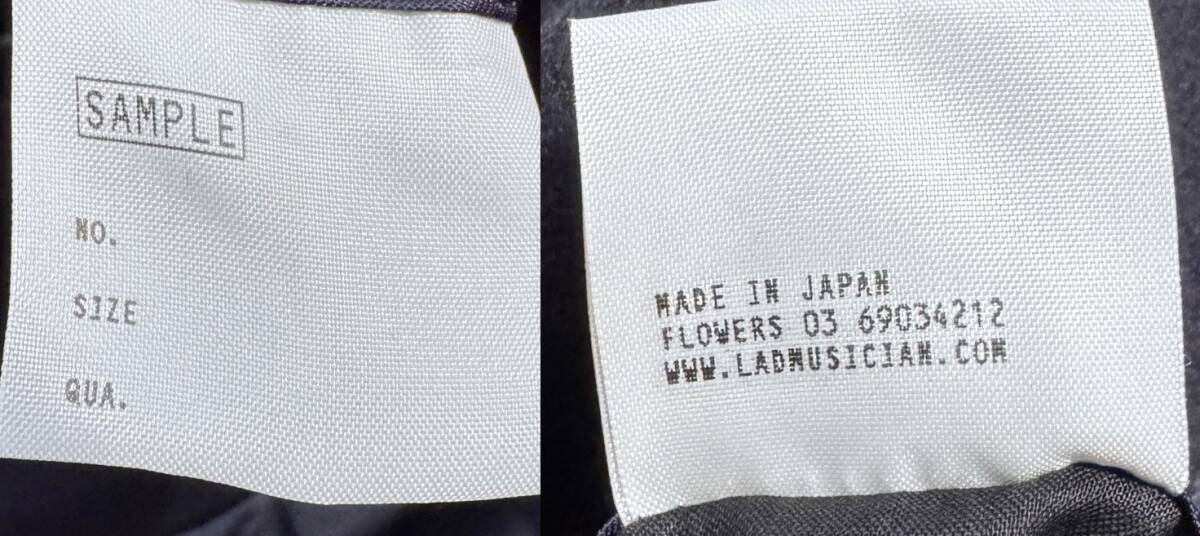 SAMPLE
NO.
SIZE
QUA.
MADE IN JAPAN
FLOWERS 03 69034212
WWW.LADMUSICIAN.COM